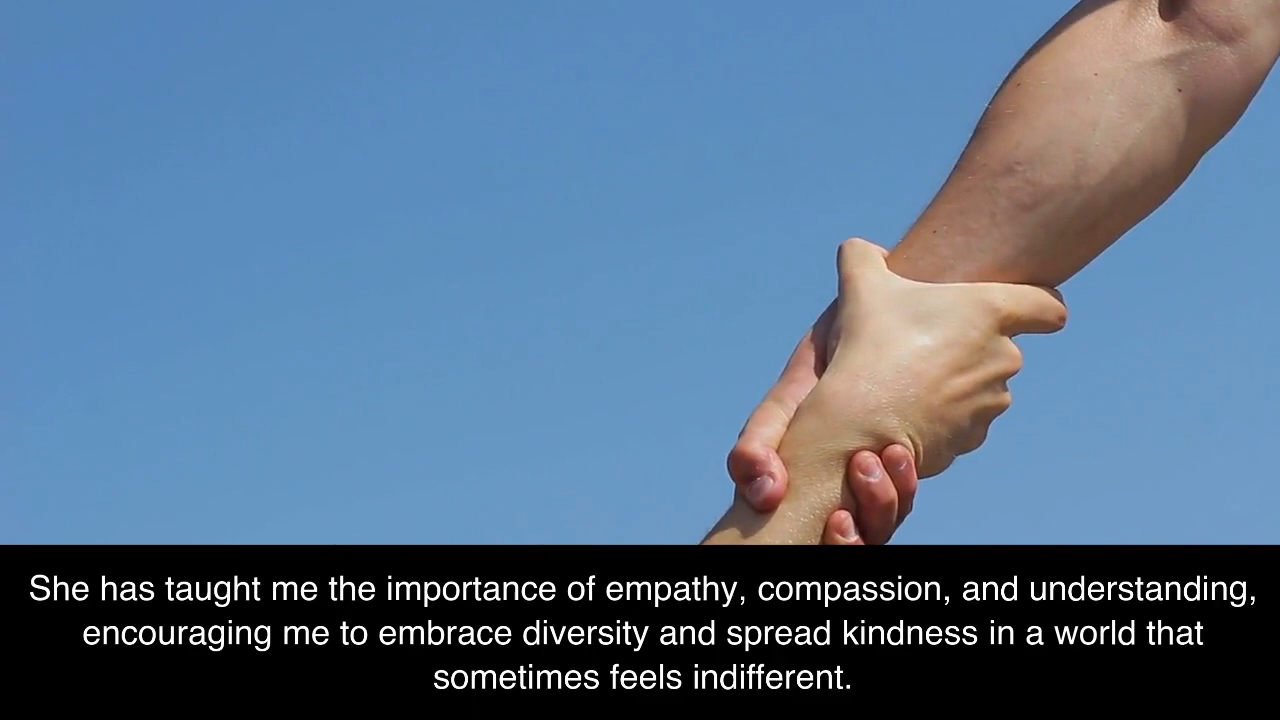 She has taught me the importance of empathy, compassion, and understanding,
encouraging me to embrace diversity and spread kindness in a world that
sometimes feels indifferent.